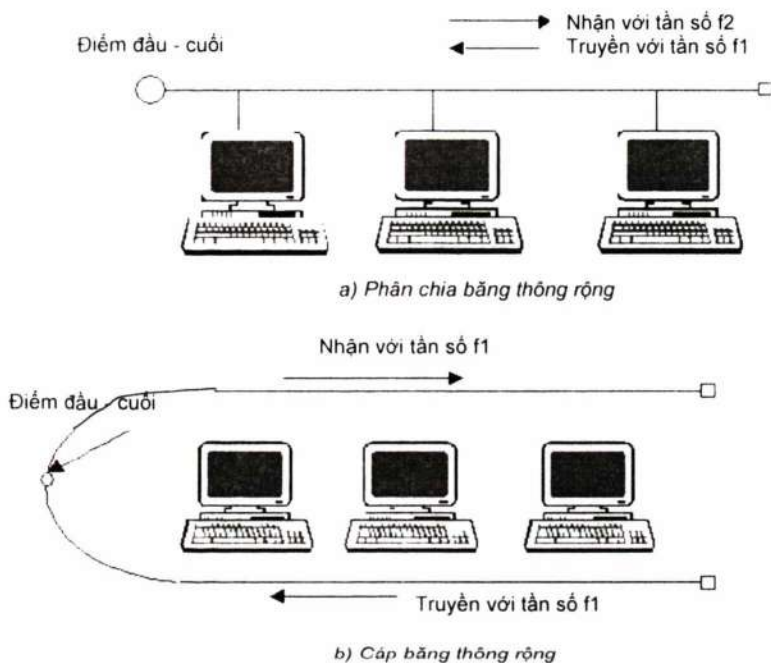 Nhận với tần số f2
Truyền với tần số f1
Điểm đầu - cuối
a) Phân chia băng thông rộng
Nhận với tần số f1
Điểm đầu - cuối
Truyền với tần số f1
b) Cáp băng thông rộng